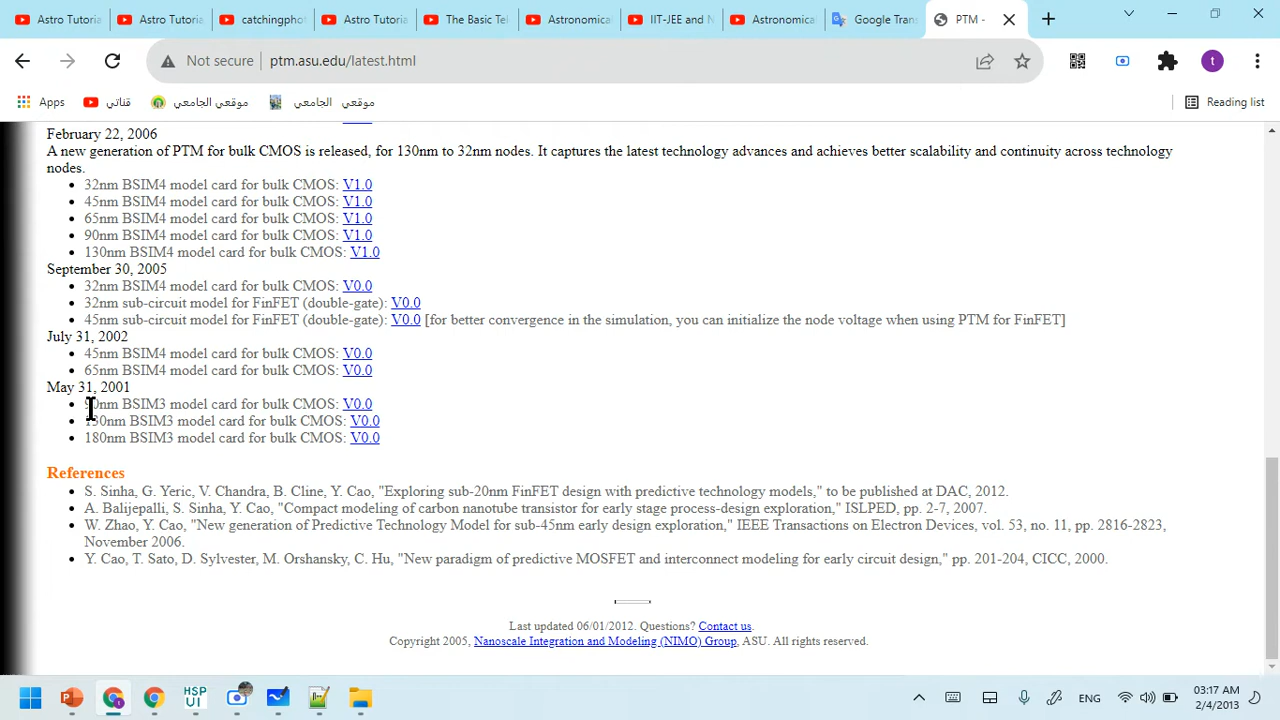 Astro Tutoria
Astro Tutoria
catchingphot
Astro Tutoria
The Basic Tel
Astronomical
IIT-JEE and N
Astronomical
Google Trans
PTM -
Not secure ptm.asu.edu/latest.html
t
Apps قناتي موقعي الجامعي موقعي الجامعي Reading list
February 22, 2006
A new generation of PTM for bulk CMOS is released, for 130nm to 32nm nodes. It captures the latest technology advances and achieves better scalability and continuity across technology
nodes.
32nm BSIM4 model card for bulk CMOS: V1.0
45nm BSIM4 model card for bulk CMOS: V1.0
65nm BSIM4 model card for bulk CMOS: V1.0
90nm BSIM4 model card for bulk CMOS: V1.0
130nm BSIM4 model card for bulk CMOS: V1.0
September 30, 2005
32nm BSIM4 model card for bulk CMOS: V0.0
32nm sub-circuit model for FinFET (double-gate): V0.0
45nm sub-circuit model for FinFET (double-gate): V0.0 [for better convergence in the simulation, you can initialize the node voltage when using PTM for FinFET]
July 31, 2002
45nm BSIM4 model card for bulk CMOS: V0.0
65nm BSIM4 model card for bulk CMOS: V0.0
May 31, 2001
90nm BSIM3 model card for bulk CMOS: V0.0
130nm BSIM3 model card for bulk CMOS: V0.0
180nm BSIM3 model card for bulk CMOS: V0.0
References
S. Sinha, G. Yeric, V. Chandra, B. Cline, Y. Cao, "Exploring sub-20nm FinFET design with predictive technology models," to be published at DAC, 2012.
A. Balijepalli, S. Sinha, Y. Cao, "Compact modeling of carbon nanotube transistor for early stage process-design exploration," ISLPED, pp. 2-7, 2007.
W. Zhao, Y. Cao, "New generation of Predictive Technology Model for sub-45nm early design exploration," IEEE Transactions on Electron Devices, vol. 53, no. 11, pp. 2816-2823,
November 2006.
Y. Cao, T. Sato, D. Sylvester, M. Orshansky, C. Hu, "New paradigm of predictive MOSFET and interconnect modeling for early circuit design," pp. 201-204, CICC, 2000.
Last updated 06/01/2012. Questions? Contact us.
Copyright 2005, Nanoscale Integration and Modeling (NIMO) Group, ASU. All rights reserved.
HSP
UI
ENG
03:17 AM
2/4/2013